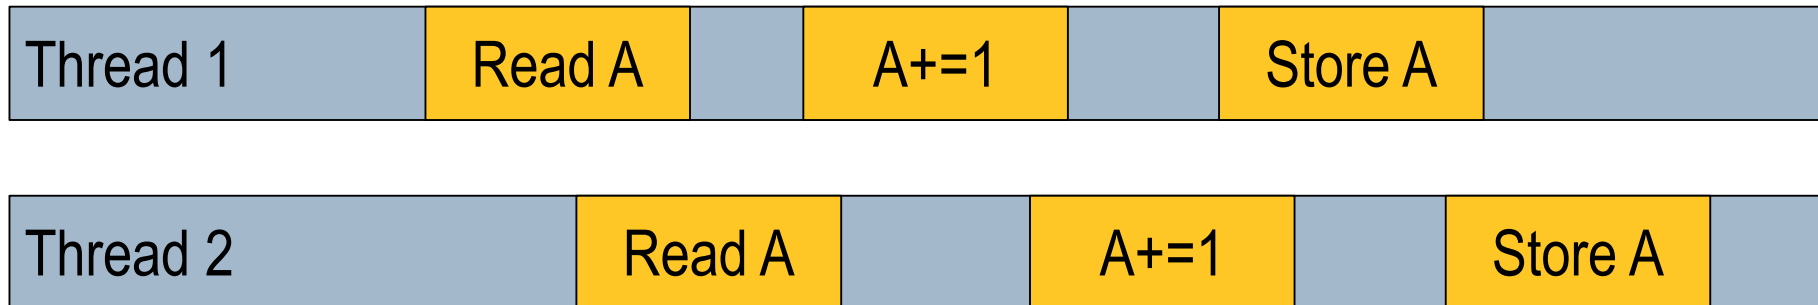 Thread 1 Read A A+=1 Store A
Thread 2 Read A A+=1 Store A